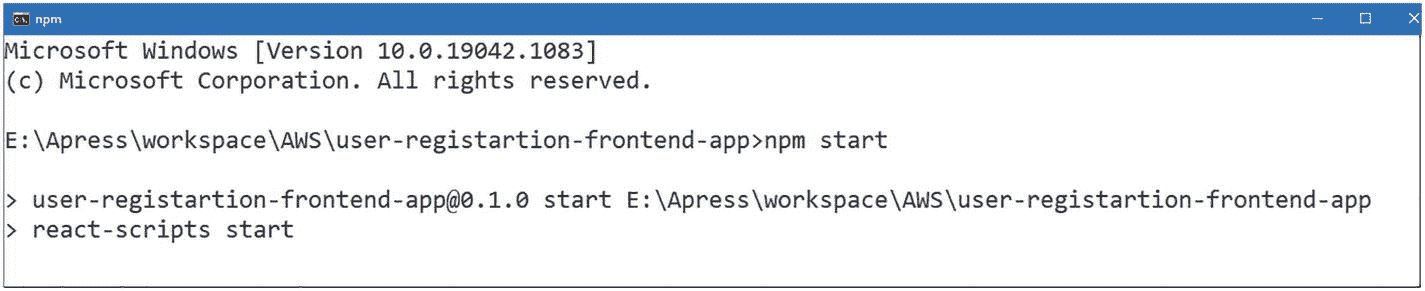 npm
Microsoft Windows [Version 10.0.19042.1083]
(c) Microsoft Corporation. All rights reserved.
E:\Apress\workspace\AWS\user-registartion-frontend-app>npm start
> user-registartion-frontend-app@0.1.0 start E:\Apress\workspace\AWS\user-registartion-frontend-app
> react-scripts start